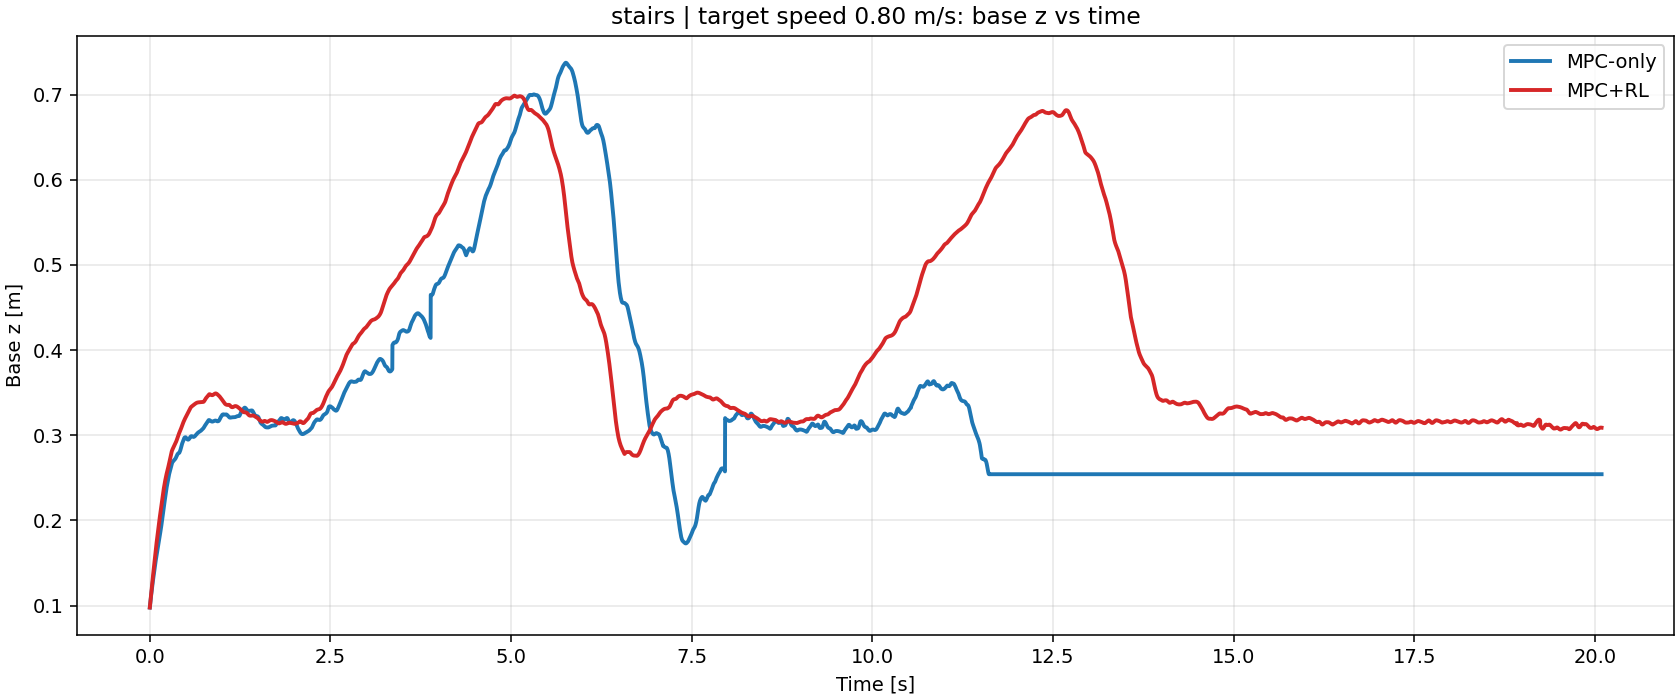 stairs | target speed 0.80 m/s: base z vs time
MPC-only
MPC+RL
Base z [m]
0.7
0.6
0.5
0.4
0.3
0.2
0.1
0.0 2.5 5.0 7.5 10.0 12.5 15.0 17.5 20.0
Time [s]